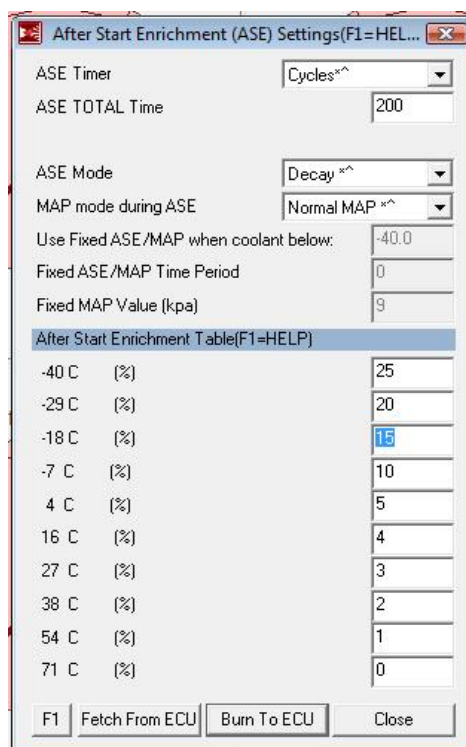 After Start Enrichment (ASE) Settings(F1=HEL...
ASE Timer Cycles*^
ASE TOTAL Time 200
ASE Mode Decay *^
MAP mode during ASE Normal MAP *^
Use Fixed ASE/MAP when coolant below: -40.0
Fixed ASE/MAP Time Period 0
Fixed MAP Value (kpa) 9
After Start Enrichment Table(F1=HELP)
-40 C (%) 25
-29 C (%) 20
-18 C (%) 15
-7 C (%) 10
4 C (%) 5
16 C (%) 4
27 C (%) 3
38 C (%) 2
54 C (%) 1
71 C (%) 0
F1 Fetch From ECU Burn To ECU Close